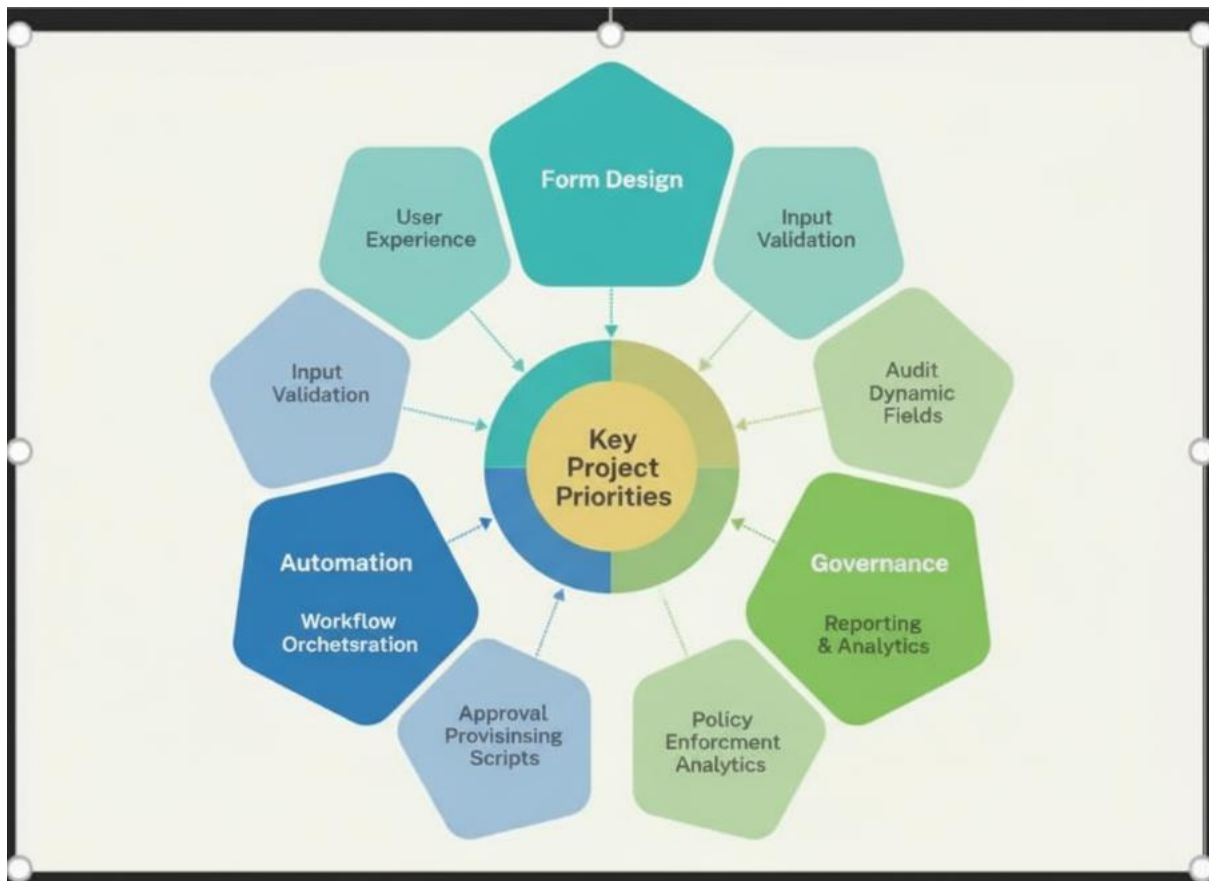 Form Design
User
Experience
Input
Validation
Input
Validation
Audit
Dynamic
Fields
Key
Project
Priorities
Automation
Workflow
Orchetsration
Governance
Reporting
& Analytics
Approval
Provisinsing
Scripts
Policy
Enforcment
Analytics